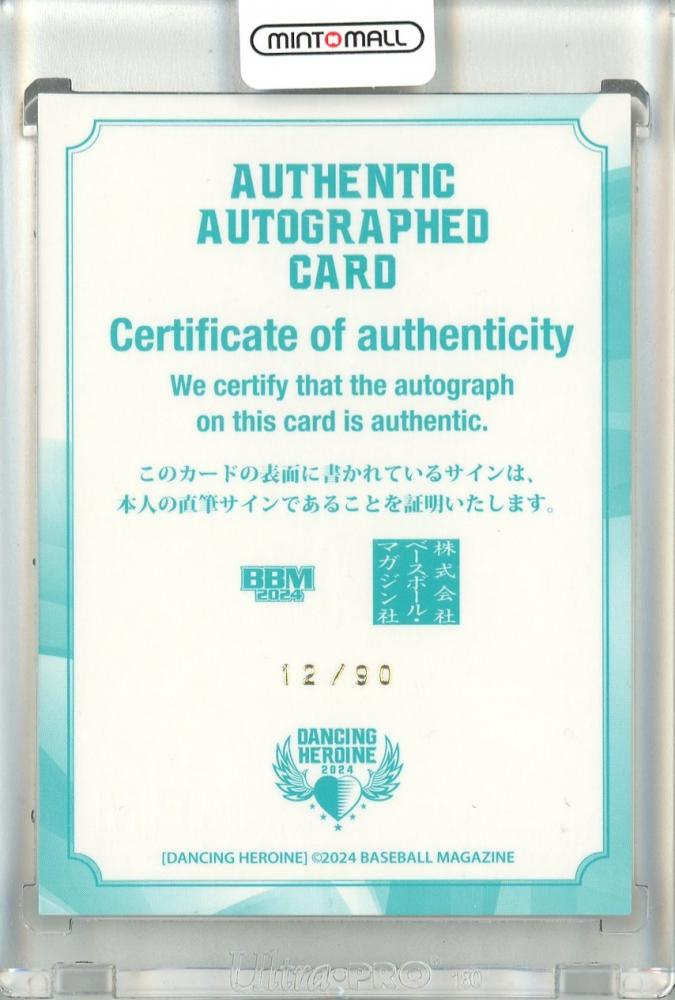 MINTOMALL
AUTHENTIC
AUTOGRAPHED
CARD
Certificate of authenticity
We certify that the autograph
on this card is authentic.
このカードの表面に書かれているサインは、
本人の直筆サインであることを証明いたします。
BBM
2024
株式会社
ベースボール・
マガジン社
12/90
DANCING
HEROINE
2024
[DANCING HEROINE] ©2024 BASEBALL MAGAZINE
Ultra·PRO® 180